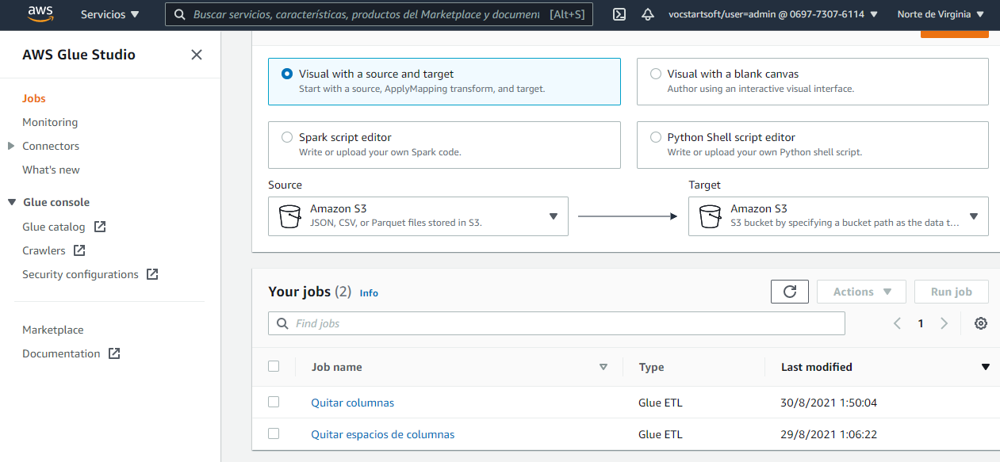 aws Servicios Buscar servicios, características, productos del Marketplace y document [Alt+S] vocstartsoft/user=admin @ 0697-7307-6114 Norte de Virginia
AWS Glue Studio
Jobs
Monitoring
Connectors
What's new
Glue console
Glue catalog
Crawlers
Security configurations
Marketplace
Documentation
Visual with a source and target
Start with a source, ApplyMapping transform, and target.
Visual with a blank canvas
Author using an interactive visual interface.
Spark script editor
Write or upload your own Spark code.
Python Shell script editor
Write or upload your own Python shell script.
Source
Amazon S3
JSON, CSV, or Parquet files stored in S3.
Target
Amazon S3
S3 bucket by specifying a bucket path as the data t...
Your jobs (2) Info
Actions
Run job
Find jobs
1
Job name Type Last modified
Quitar columnas Glue ETL 30/8/2021 1:50:04
Quitar espacios de columnas Glue ETL 29/8/2021 1:06:22